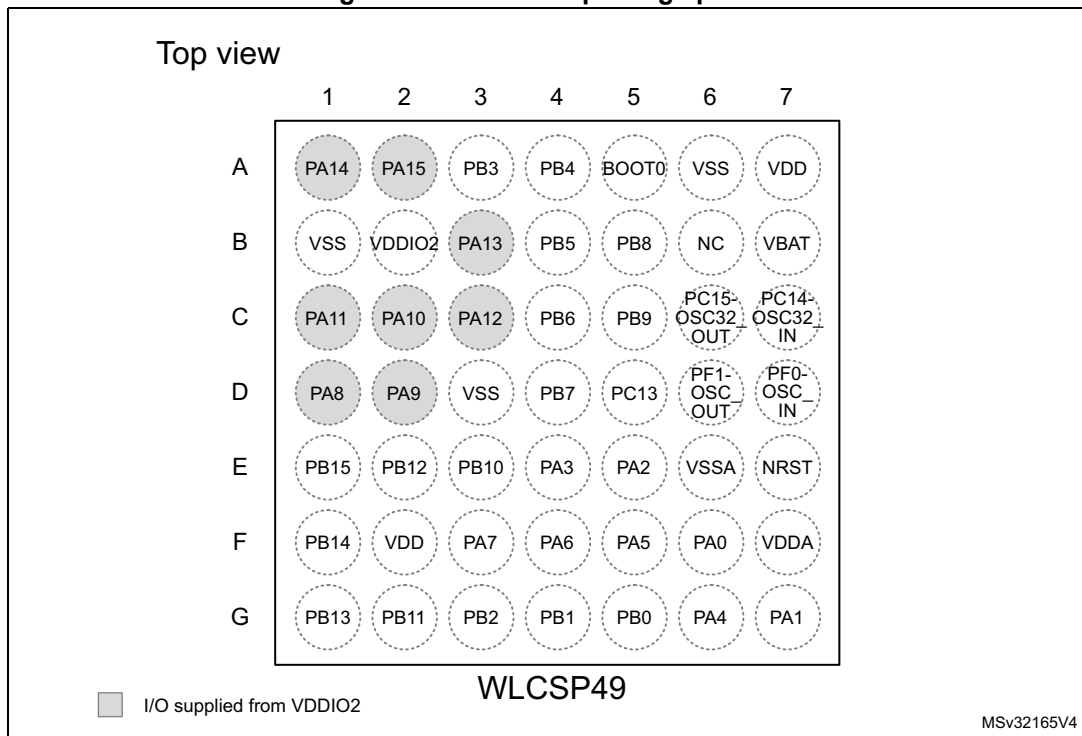 Top view
1 2 3 4 5 6 7
A PA14 PA15 PB3 PB4 BOOT0 VSS VDD
B VSS VDDIO2 PA13 PB5 PB8 NC VBAT
C PA11 PA10 PA12 PB6 PB9 PC15-OSC32_OUT PC14-OSC32_IN
D PA8 PA9 VSS PB7 PC13 PF1-OSC_OUT PF0-OSC_IN
E PB15 PB12 PB10 PA3 PA2 VSSA NRST
F PB14 VDD PA7 PA6 PA5 PA0 VDDA
G PB13 PB11 PB2 PB1 PB0 PA4 PA1
WLCSP49
I/O supplied from VDDIO2
MSv32165V4